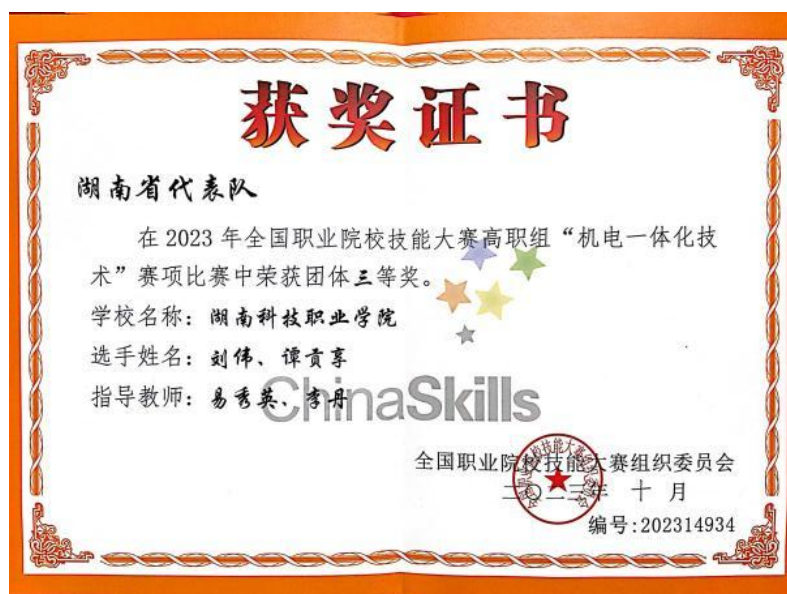 获奖证书
湖南省代表队
在 2023 年全国职业院校技能大赛高职组“机电一体化技
术”赛项比赛中荣获团体三等奖。
学校名称：湖南科技职业学院
选手姓名：刘伟、谭贡享
指导教师：易秀英、李丹
ChinaSkills
全国职业院校技能大赛组织委员会
二〇二三年 十 月
编号:202314934